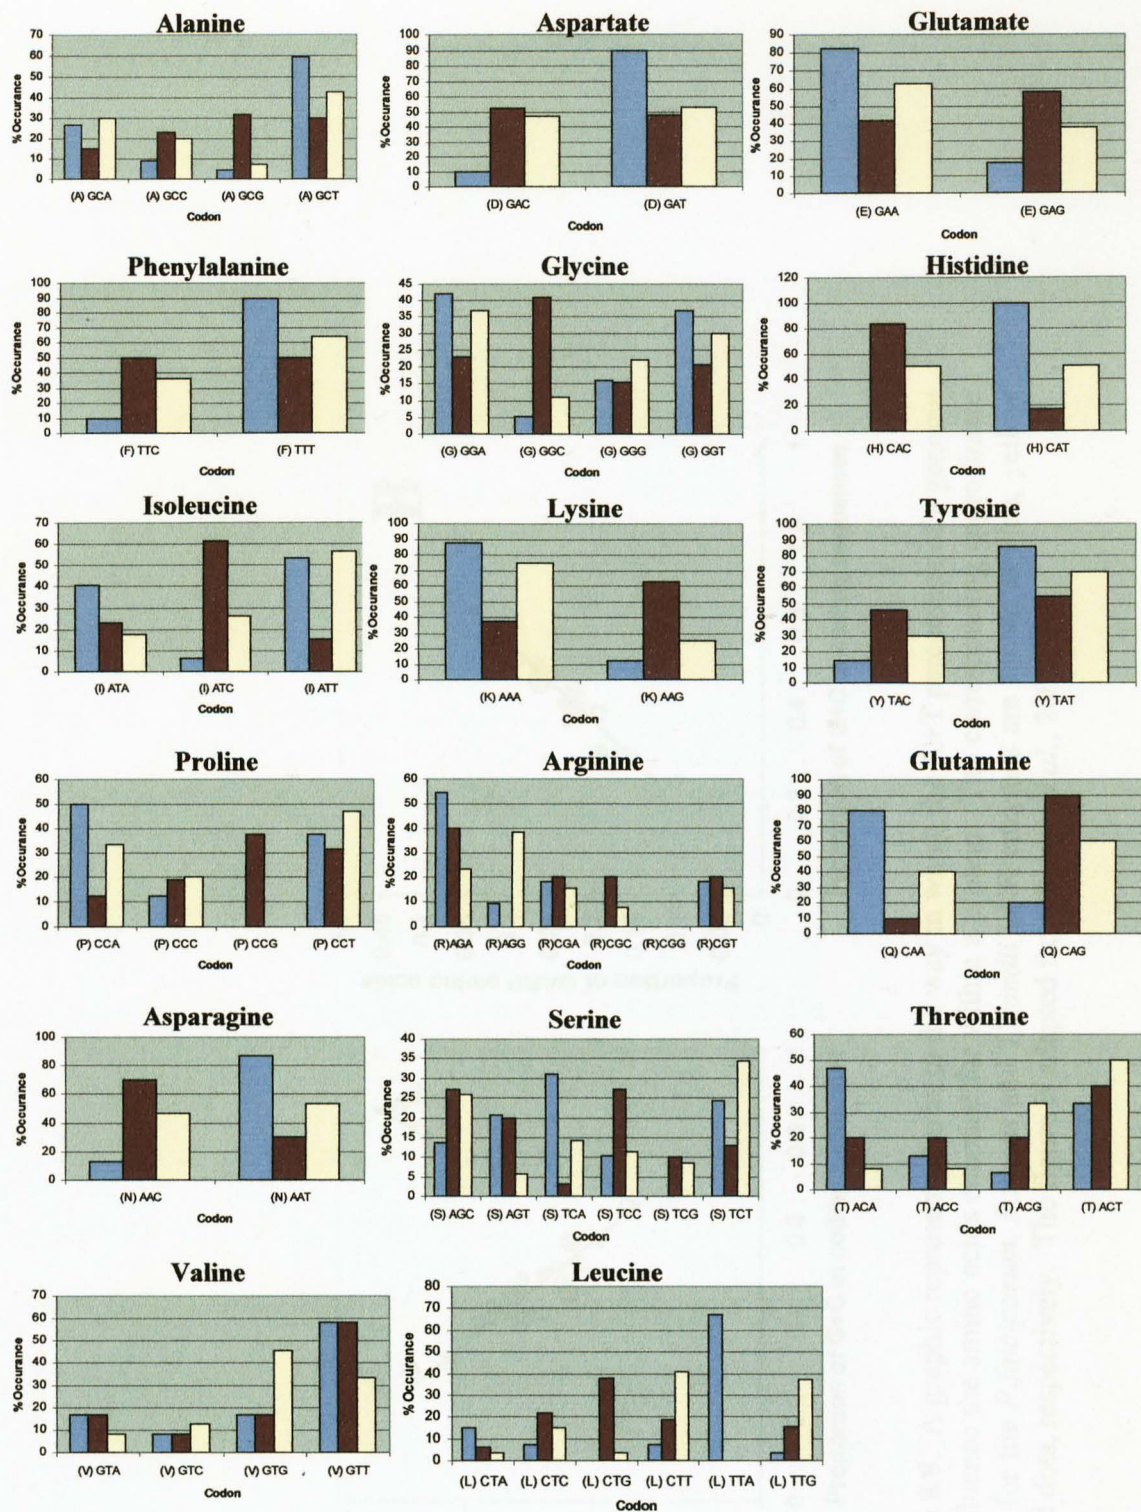 Alanine
% Occurance
70
60
50
40
30
20
10
0
(A) GCA (A) GCC (A) GCG (A) GCT
Codon
Aspartate
% Occurance
100
90
80
70
60
50
40
30
20
10
0
(D) GAC (D) GAT
Codon
Glutamate
% Occurance
90
80
70
60
50
40
30
20
10
0
(E) GAA (E) GAG
Codon
Phenylalanine
% Occurance
100
90
80
70
60
50
40
30
20
10
0
(F) TTC (F) TTT
Codon
Glycine
% Occurance
45
40
35
30
25
20
15
10
5
0
(G) GGA (G) GGC (G) GGG (G) GGT
Codon
Histidine
% Occurance
120
100
80
60
40
20
0
(H) CAC (H) CAT
Codon
Isoleucine
% Occurance
70
60
50
40
30
20
10
0
(I) ATA (I) ATC (I) ATT
Codon
Lysine
% Occurance
100
90
80
70
60
50
40
30
20
10
0
(K) AAA (K) AAG
Codon
Tyrosine
% Occurance
100
90
80
70
60
50
40
30
20
10
0
(Y) TAC (Y) TAT
Codon
Proline
% Occurance
60
50
40
30
20
10
0
(P) CCA (P) CCC (P) CCG (P) CCT
Codon
Arginine
% Occurance
60
50
40
30
20
10
0
(R)AGA (R)AGG (R)CGA (R)CGC (R)CGG (R)CGT
Codon
Glutamine
% Occurance
100
90
80
70
60
50
40
30
20
10
0
(Q) CAA (Q) CAG
Codon
Asparagine
% Occurance
100
80
60
40
20
0
(N) AAC (N) AAT
Codon
Serine
% Occurance
40
35
30
25
20
15
10
5
0
(S) AGC (S) AGT (S) TCA (S) TCC (S) TCG (S) TCT
Codon
Threonine
% Occurance
60
50
40
30
20
10
0
(T) ACA (T) ACC (T) ACG (T) ACT
Codon
Valine
% Occurance
70
60
50
40
30
20
10
0
(V) GTA (V) GTC (V) GTG (V) GTT
Codon
Leucine
% Occurance
80
70
60
50
40
30
20
10
0
(L) CTA (L) CTC (L) CTG (L) CTT (L) TTA (L) TTG
Codon